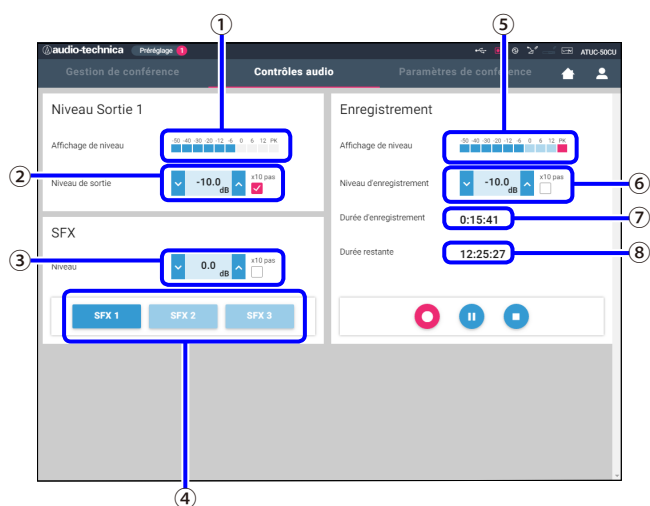 ① ⑤
audio-technica Préréglage 1 ATUC-50CU
Gestion de conférence Contrôles audio Paramètres de conférence
Niveau Sortie 1
Affichage de niveau -50 -40 -30 -20 -12 -6 0 6 12 PK
② Niveau de sortie -10.0 dB x10 pas
SFX
③ Niveau 0.0 dB x10 pas
SFX 1 SFX 2 SFX 3
④
Enregistrement
Affichage de niveau -50 -40 -30 -20 -12 -6 0 6 12 PK
Niveau d'enregistrement -10.0 dB x10 pas ⑥
Durée d'enregistrement 0:15:41 ⑦
Durée restante 12:25:27 ⑧